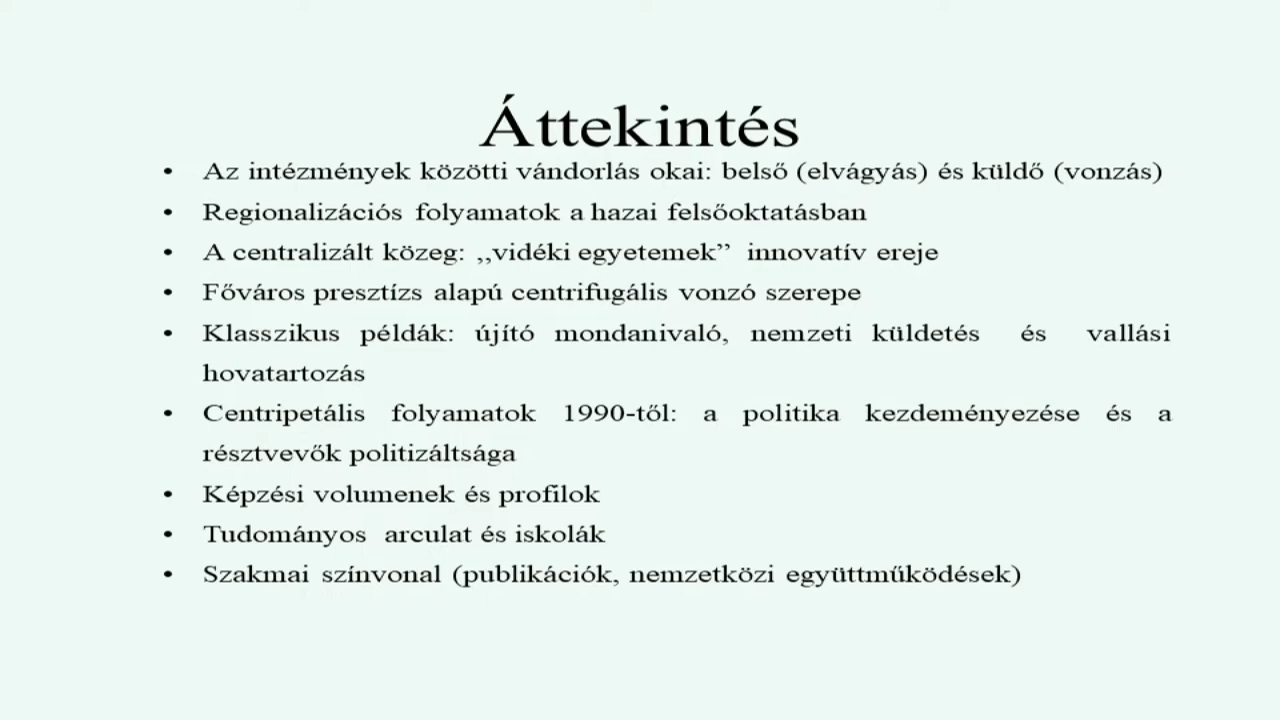 Áttekintés
• Az intézmények közötti vándorlás okai: belső (elvágyás) és küldő (vonzás)
• Regionalizációs folyamatok a hazai felsőoktatásban
• A centralizált közeg: ,,vidéki egyetemek” innovatív ereje
• Főváros presztízs alapú centrifugális vonzó szerepe
• Klasszikus példák: újító mondanivaló, nemzeti küldetés és vallási
hovatartozás
• Centripetális folyamatok 1990-től: a politika kezdeményezése és a
résztvevők politizáltsága
• Képzési volumenek és profilok
• Tudományos arculat és iskolák
• Szakmai színvonal (publikációk, nemzetközi együttműködések)